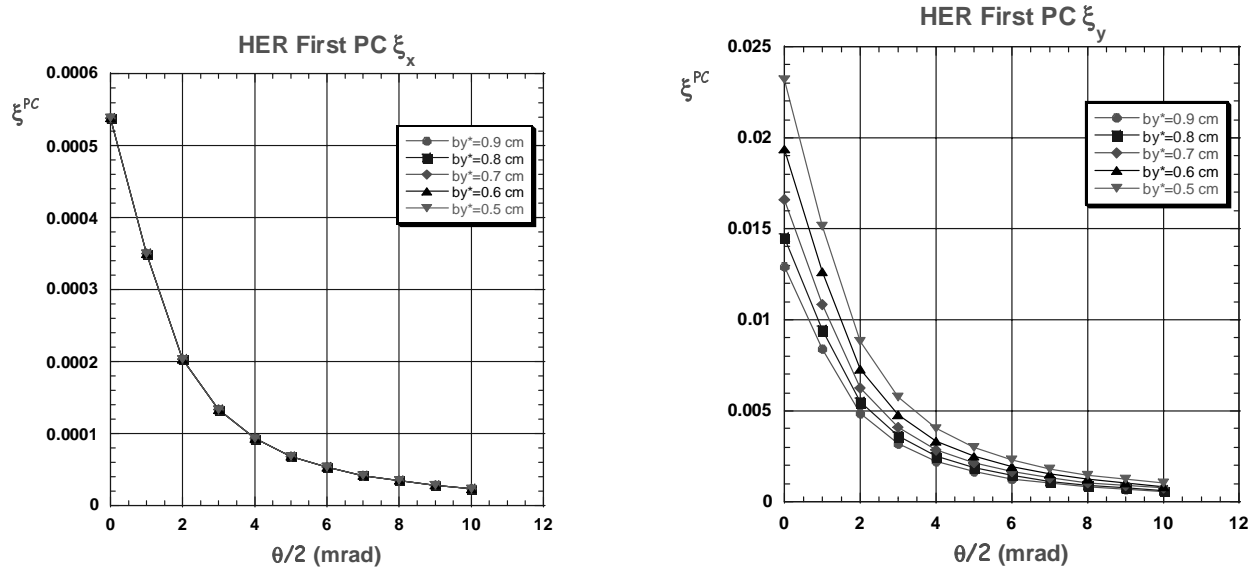 HER First PC ξx
ξPC
0.0006
0.0005
0.0004
0.0003
0.0002
0.0001
0
by*=0.9 cm
by*=0.8 cm
by*=0.7 cm
by*=0.6 cm
by*=0.5 cm
0 2 4 6 8 10 12
θ/2 (mrad)
HER First PC ξy
ξPC
0.025
0.02
0.015
0.01
0.005
0
by*=0.9 cm
by*=0.8 cm
by*=0.7 cm
by*=0.6 cm
by*=0.5 cm
0 2 4 6 8 10 12
θ/2 (mrad)